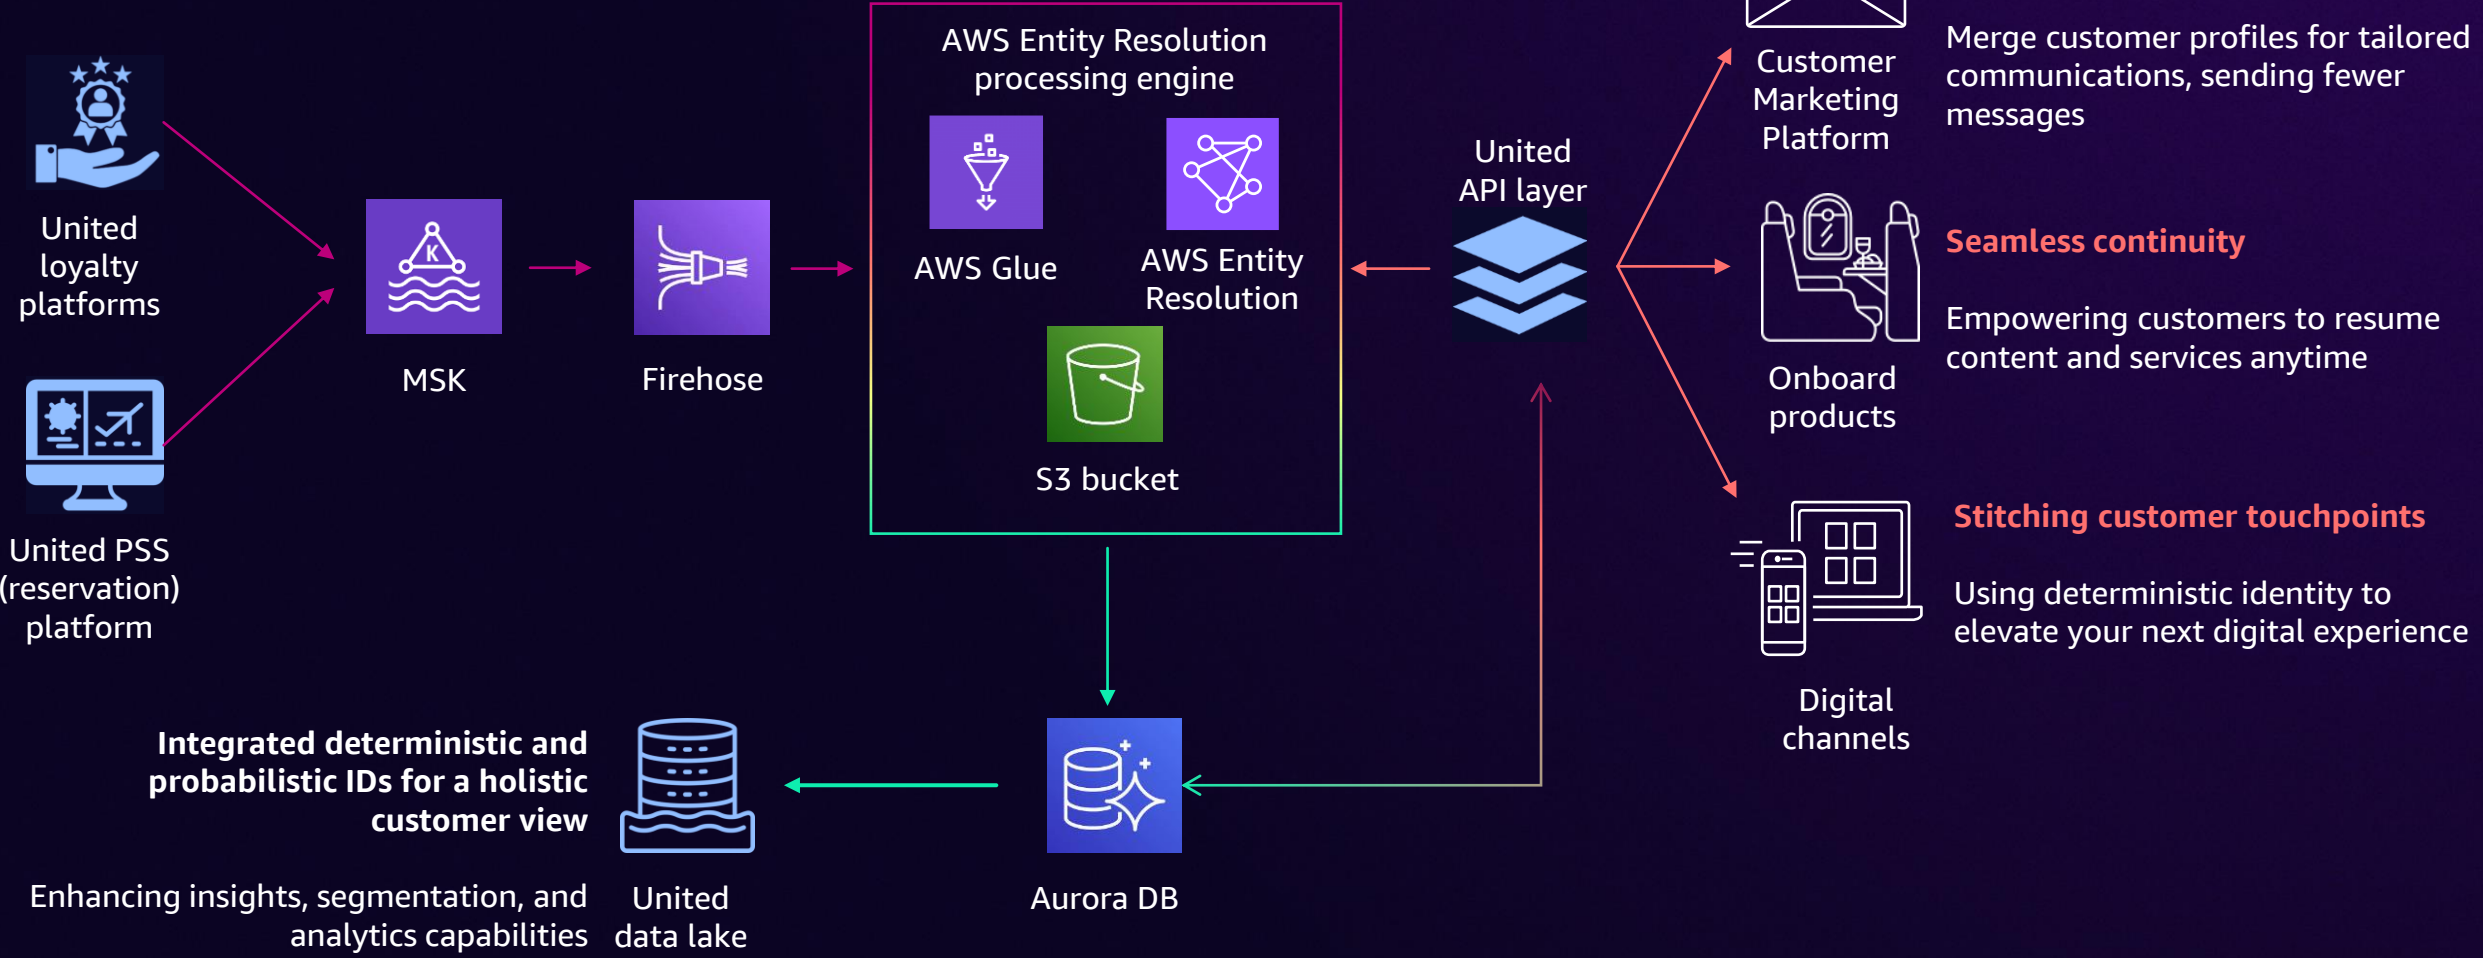 United
loyalty
platforms
United PSS
(reservation)
platform
K
MSK
Firehose
AWS Entity Resolution
processing engine
AWS Glue
AWS Entity
Resolution
S3 bucket
United
API layer
Customer
Marketing
Platform
Merge customer profiles for tailored
communications, sending fewer
messages
Onboard
products
Seamless continuity
Empowering customers to resume
content and services anytime
Digital
channels
Stitching customer touchpoints
Using deterministic identity to
elevate your next digital experience
Integrated deterministic and
probabilistic IDs for a holistic
customer view
Enhancing insights, segmentation, and
analytics capabilities
United
data lake
Aurora DB